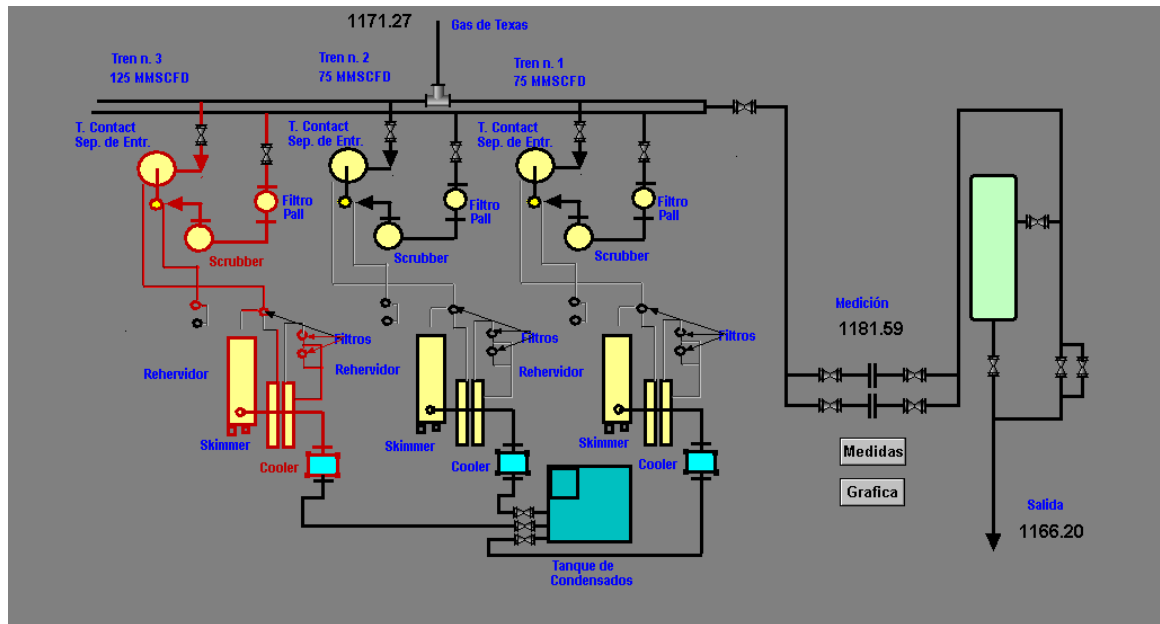 1171.27
Gas de Texas
Tren n. 3
125 MMSCFD
Tren n. 2
75 MMSCFD
Tren n. 1
75 MMSCFD
T. Contact
Sep. de Entr.
T. Contact
Sep. de Entr.
T. Contact
Sep. de Entr.
Filtro
Pall
Filtro
Pall
Filtro
Pall
Scrubber
Scrubber
Scrubber
Medición
1181.59
Filtros
Filtros
Filtros
Rehervidor
Rehervidor
Rehervidor
Skimmer
Skimmer
Skimmer
Cooler
Cooler
Cooler
Medidas
Grafica
Salida
1166.20
Tanque de
Condensados